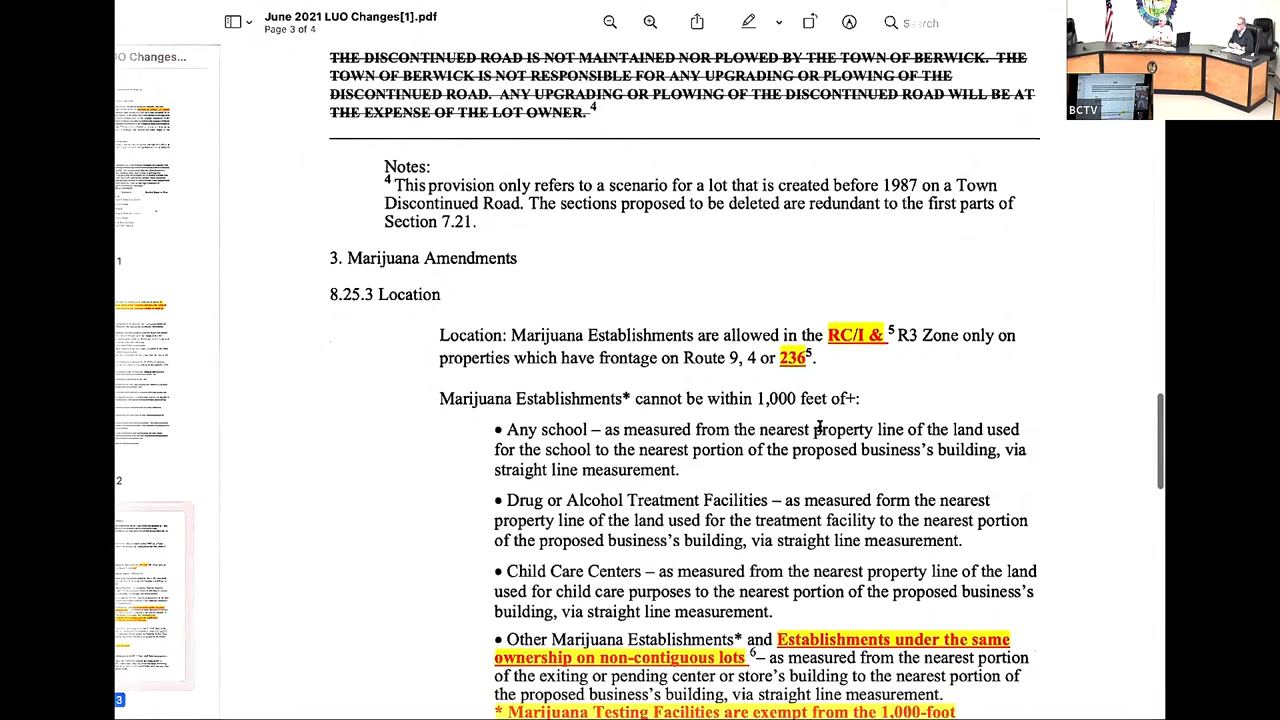 June 2021 LUO Changes[1].pdf
Page 3 of 4
Search
UO Changes...
BCTV
THE DISCONTINUED ROAD IS NOT MAINTAINED NOR PLOWED BY THE TOWN OF BERWICK. THE
TOWN OF BERWICK IS NOT RESPONSIBLE FOR ANY UPGRADING OR PLOWING OF THE
DISCONTINUED ROAD. ANY UPGRADING OR PLOWING OF THE DISCONTINUED ROAD WILL BE AT
THE EXPENSE OF THE LOT OWNER. 4
Notes:
4 This provision only relates to a section for a lot that is created before 1991 on a Town
Discontinued Road. The sections proposed to be deleted are redundant to the first parts of
Section 7.21.
3. Marijuana Amendments
8.25.3 Location
Location: Marijuana Establishments* are allowed in the RC/I & 5 R3 Zone only on
properties which have frontage on Route 9, 4 or 236 5
Marijuana Establishments* cannot be within 1,000 feet of+:
• Any school – as measured from the nearest property line of the land used
for the school to the nearest portion of the proposed business's building, via
straight line measurement.
• Drug or Alcohol Treatment Facilities – as measured form the nearest
property line of the land used for the proposed facility to the nearest portion
of the proposed business's building, via straight line measurement.
• Child Care Centers – as measured from the nearest property line of the land
used for the child care center to the nearest portion of the proposed business's
building.
• Other Marijuana Establishments* – Establishments under the same
ownership on non-contiguous lots 6 – as measured from the nearest portion
of the exiting or pending center or store's building to the nearest portion of
the proposed business's building, via straight line measurement.
* Marijuana Testing Facilities are exempt from the 1,000-foot
1
2
3